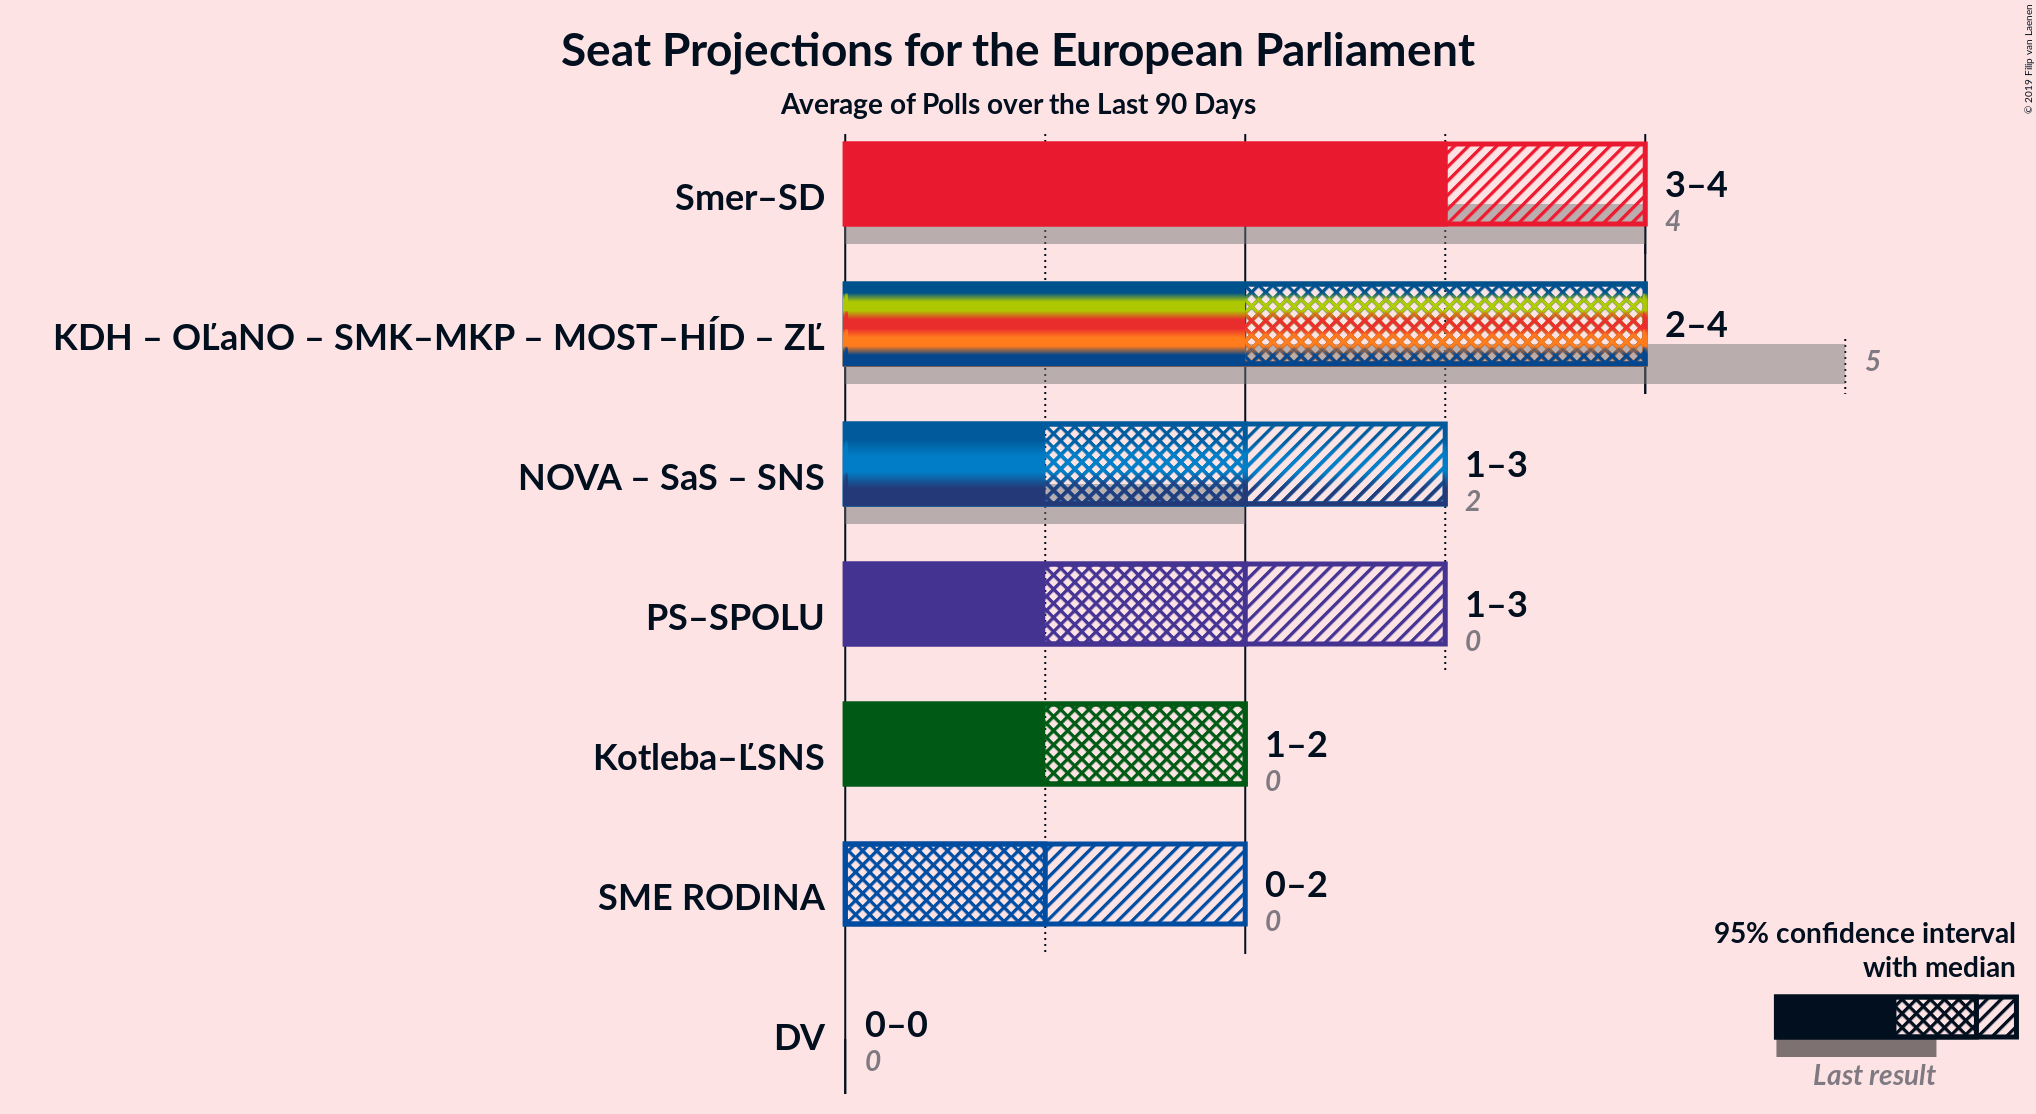 Seat Projections for the European Parliament
Average of Polls over the Last 90 Days
© 2019 Filip van Laenen
Smer–SD
3–4
4
KDH – OĽaNO – SMK–MKP – MOST–HÍD – ZĽ
2–4
5
NOVA – SaS – SNS
1–3
2
PS–SPOLU
1–3
0
Kotleba–ĽSNS
1–2
0
SME RODINA
0–2
0
DV
0–0
0
95% confidence interval
with median
Last result